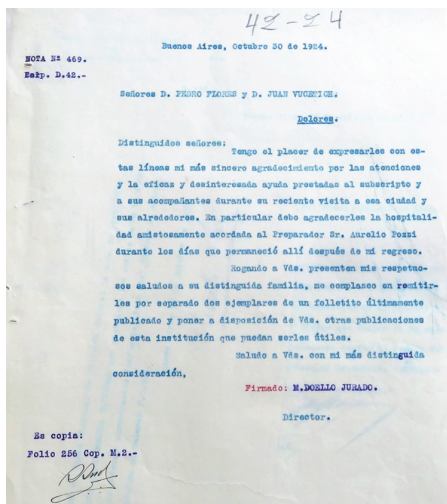 42-24
Buenos Aires, Octubre 30 de 1924.
NOTA Nº 469.
Exp. D.42.-
Señores D. PEDRO FLORES y D. JUAN VUCETICH.
Dolores.
Distinguidos señores:
Tengo el placer de expresarles con es-
tas líneas mi más sincero agradecimiento por las atenciones
y la eficaz y desinteresada ayuda prestadas al subscripto y
a sus acompañantes durante su reciente visita a esa ciudad y
sus alrededores. En particular debo agradecerles la hospitali-
dad amistosamente acordada al Preparador Sr. Aurelio Pozzi
durante los días que permaneció allí después de mi regreso.
Rogando a Vds. presenten mis respetuo-
sos saludos a su distinguida familia, me complazco en remitir-
les por separado dos ejemplares de un folletito últimamente
publicado y poner a disposición de Vds. otras publicaciones
de esta institución que puedan serles útiles.
Saludo a Vds. con mi más distinguida
consideración,
Firmado: M.DOELLO JURADO.
Director.
Es copia:
Folio 256 Cop. M.2.-